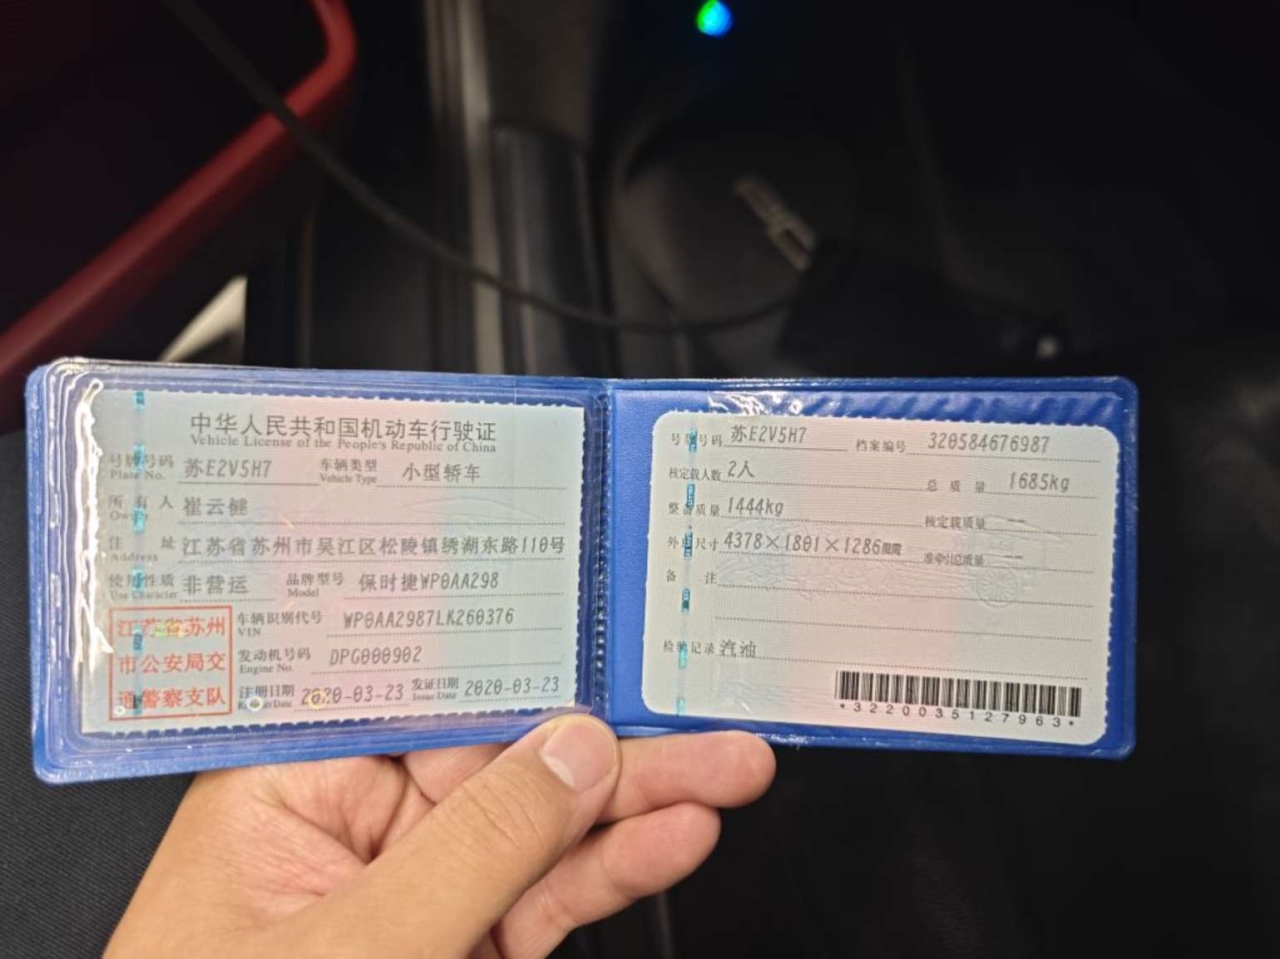 中华人民共和国机动车行驶证
Vehicle License of the People's Republic of China
号牌号码 苏E2V5H7 车辆类型 小型轿车
Plate No. Vehicle Type
所有人 崔云健
Owner
住址 江苏省苏州市吴江区松陵镇绣湖东路110号
Address
使用性质 非营运 品牌型号 保时捷WP0AA298
Use Character Model
江苏省苏州
市公安局交
通警察支队
车辆识别代号 WP0AA2987LK260376
VIN
发动机号码 DPG000902
Engine No.
注册日期 2020-03-23 发证日期 2020-03-23
Register Date Issue Date
号牌号码 苏E2V5H7 档案编号 320584676987
核定载人数 2人 总质量 1685kg
整备质量 1444kg 核定载质量 —
外廓尺寸 4378×1801×1286mm 准牵引总质量 —
备注
检验记录 汽油
*3220035127963*